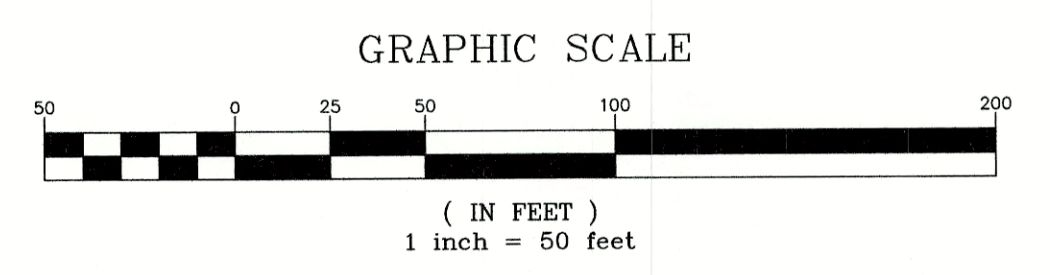 GRAPHIC SCALE
50 0 25 50 100 200
( IN FEET )
1 inch = 50 feet